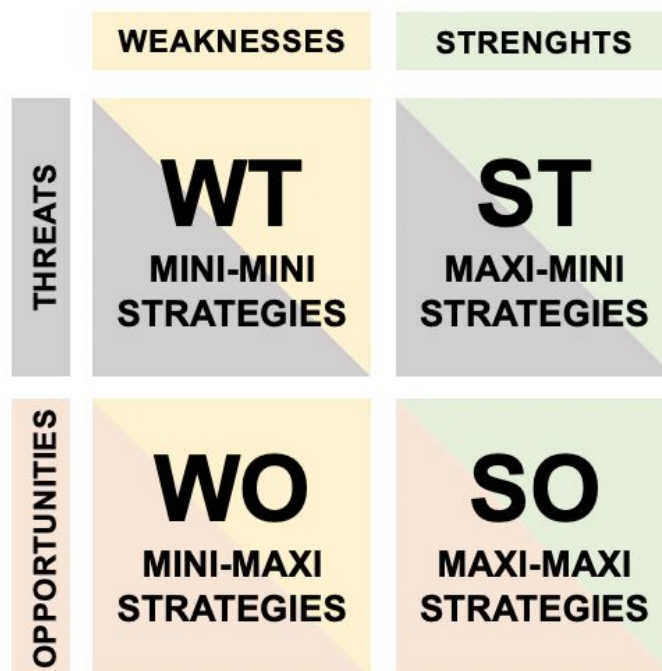 WEAKNESSES
STRENGHTS
THREATS
WT
MINI-MINI
STRATEGIES
ST
MAXI-MINI
STRATEGIES
OPPORTUNITIES
WO
MINI-MAXI
STRATEGIES
SO
MAXI-MAXI
STRATEGIES